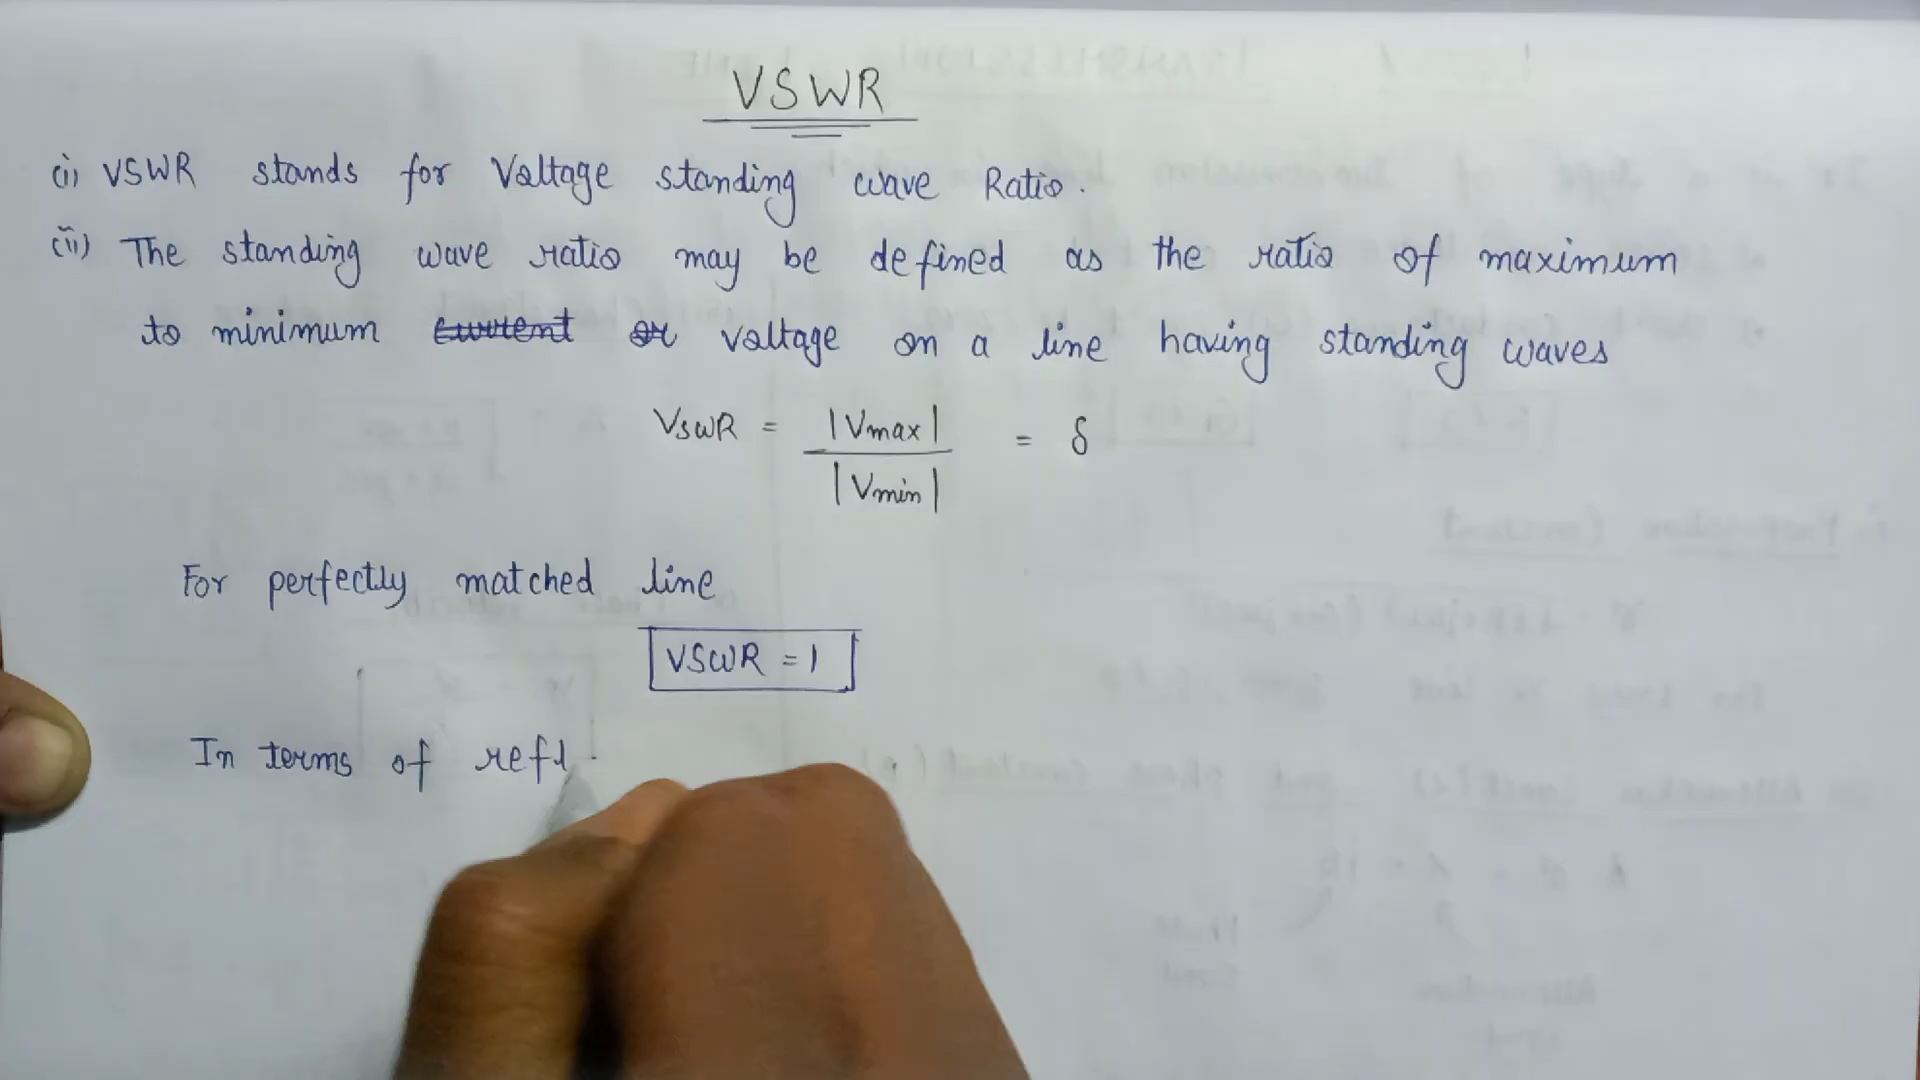 VSWR
(i) VSWR stands for Voltage standing wave Ratio.
(ii) The standing wave ratio may be defined as the ratio of maximum
to minimum current or voltage on a line having standing waves
VSWR = |Vmax| / |Vmin| = δ
For perfectly matched line
VSWR = 1
In terms of refl